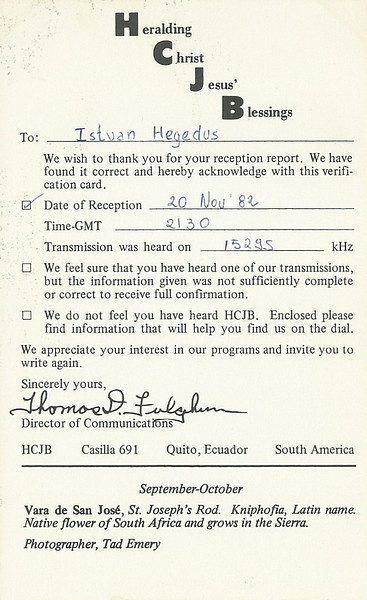 Heralding
Christ
Jesus'
Blessings
To: Istvan Hegedus
We wish to thank you for your reception report. We have
found it correct and hereby acknowledge with this verifi-
cation card.
☑ Date of Reception 20 Nov '82
Time-GMT 2130
Transmission was heard on 15295 kHz
☐ We feel sure that you have heard one of our transmissions,
but the information given was not sufficiently complete
or correct to receive full confirmation.
☐ We do not feel you have heard HCJB. Enclosed please
find information that will help you find us on the dial.
We appreciate your interest in our programs and invite you to
write again.
Sincerely yours,
Thomas D. Fulghum
Director of Communications
HCJB Casilla 691 Quito, Ecuador South America
September-October
Vara de San José, St. Joseph's Rod. Kniphofia, Latin name.
Native flower of South Africa and grows in the Sierra.
Photographer, Tad Emery